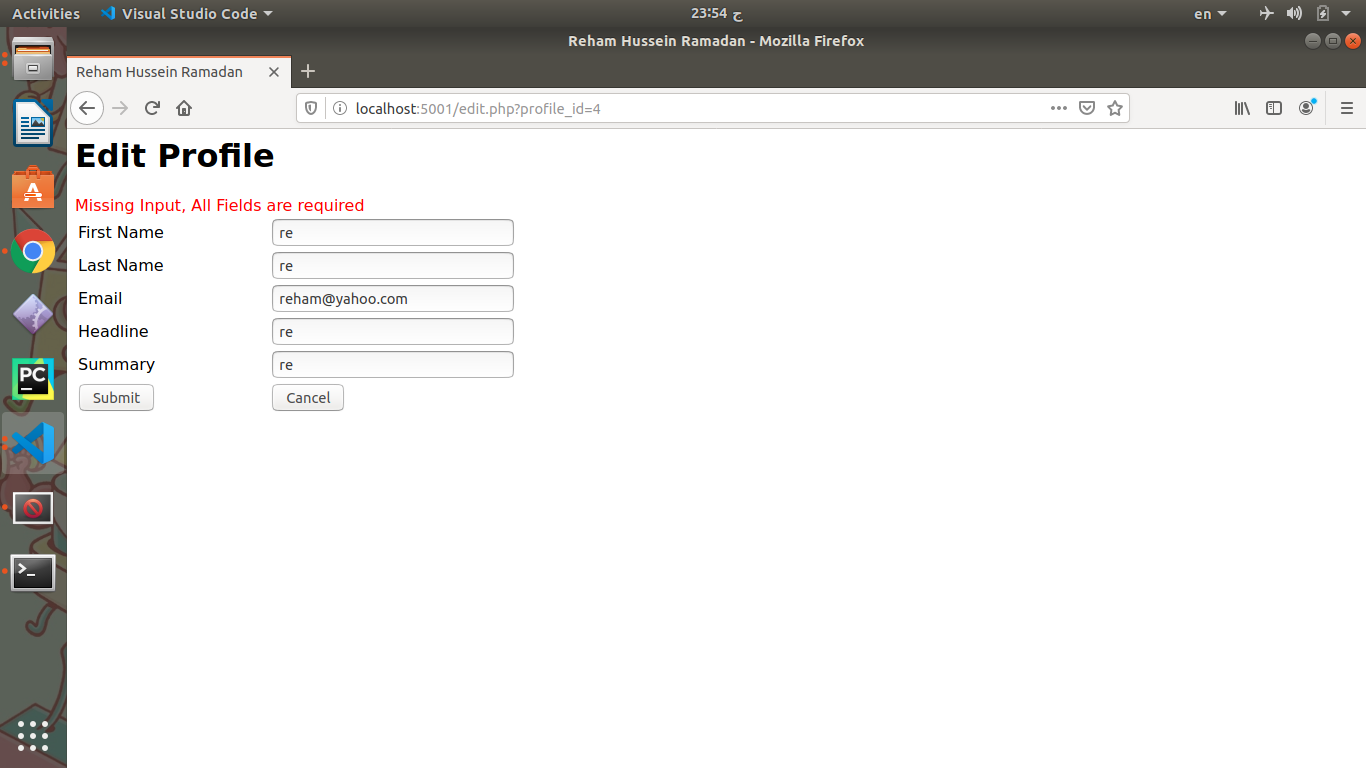 Activities
Visual Studio Code
ج 23:54
en
Reham Hussein Ramadan - Mozilla Firefox
Reham Hussein Ramadan
localhost:5001/edit.php?profile_id=4
Edit Profile
Missing Input, All Fields are required
First Name re
Last Name re
Email reham@yahoo.com
Headline re
Summary re
Submit Cancel
A
PC
>_